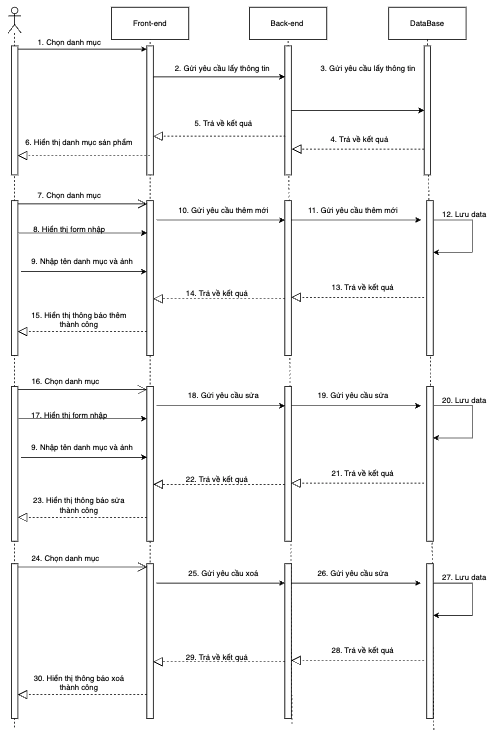 Front-end
Back-end
DataBase
1. Chọn danh mục
2. Gửi yêu cầu lấy thông tin
3. Gửi yêu cầu lấy thông tin
4. Trả về kết quả
5. Trả về kết quả
6. Hiển thị danh mục sản phẩm
7. Chọn danh mục
8. Hiển thị form nhập
9. Nhập tên danh mục và ảnh
10. Gửi yêu cầu thêm mới
11. Gửi yêu cầu thêm mới
12. Lưu data
13. Trả về kết quả
14. Trả về kết quả
15. Hiển thị thông báo thêm
thành công
16. Chọn danh mục
17. Hiển thị form nhập
9. Nhập tên danh mục và ảnh
18. Gửi yêu cầu sửa
19. Gửi yêu cầu sửa
20. Lưu data
21. Trả về kết quả
22. Trả về kết quả
23. Hiển thị thông báo sửa
thành công
24. Chọn danh mục
25. Gửi yêu cầu xoá
26. Gửi yêu cầu sửa
27. Lưu data
28. Trả về kết quả
29. Trả về kết quả
30. Hiển thị thông báo xoá
thành công